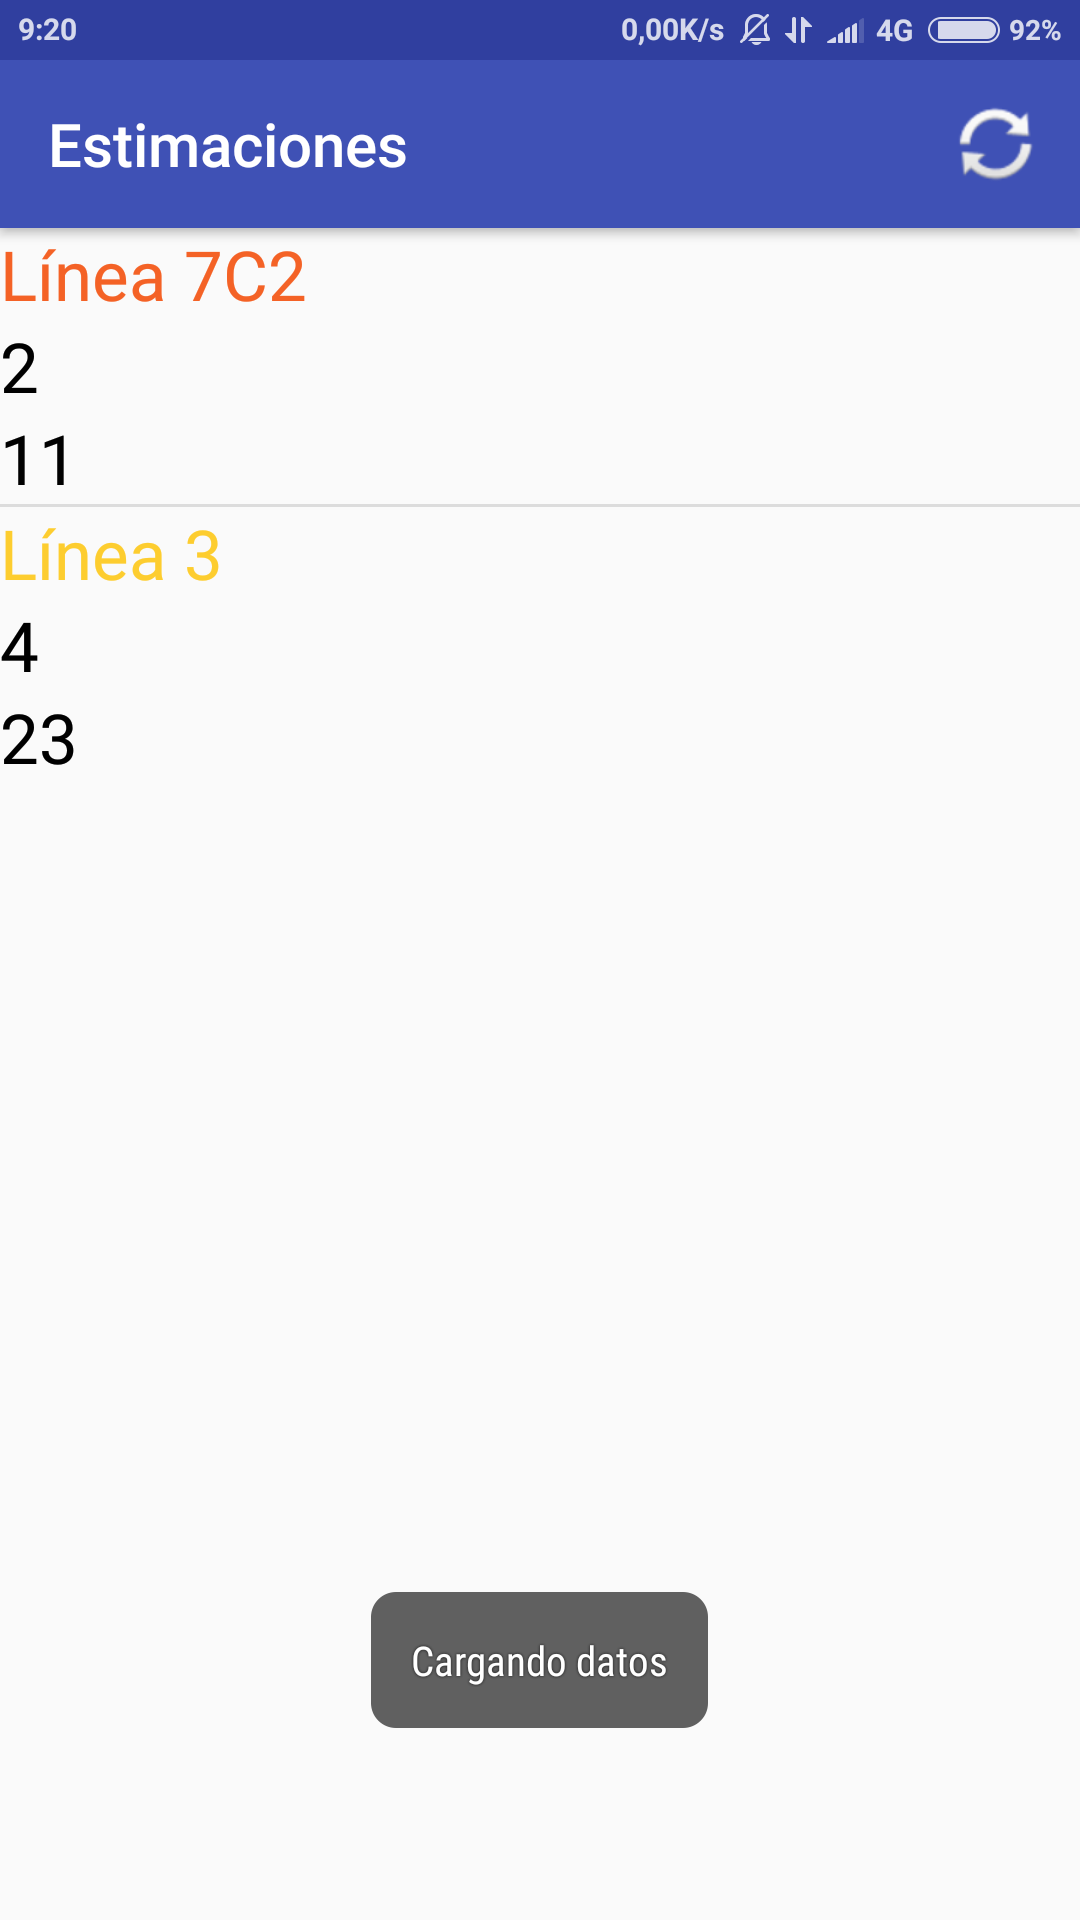 9:20 0,00K/s 4G 92%
Estimaciones
Línea 7C2
2
11
Línea 3
4
23
Cargando datos